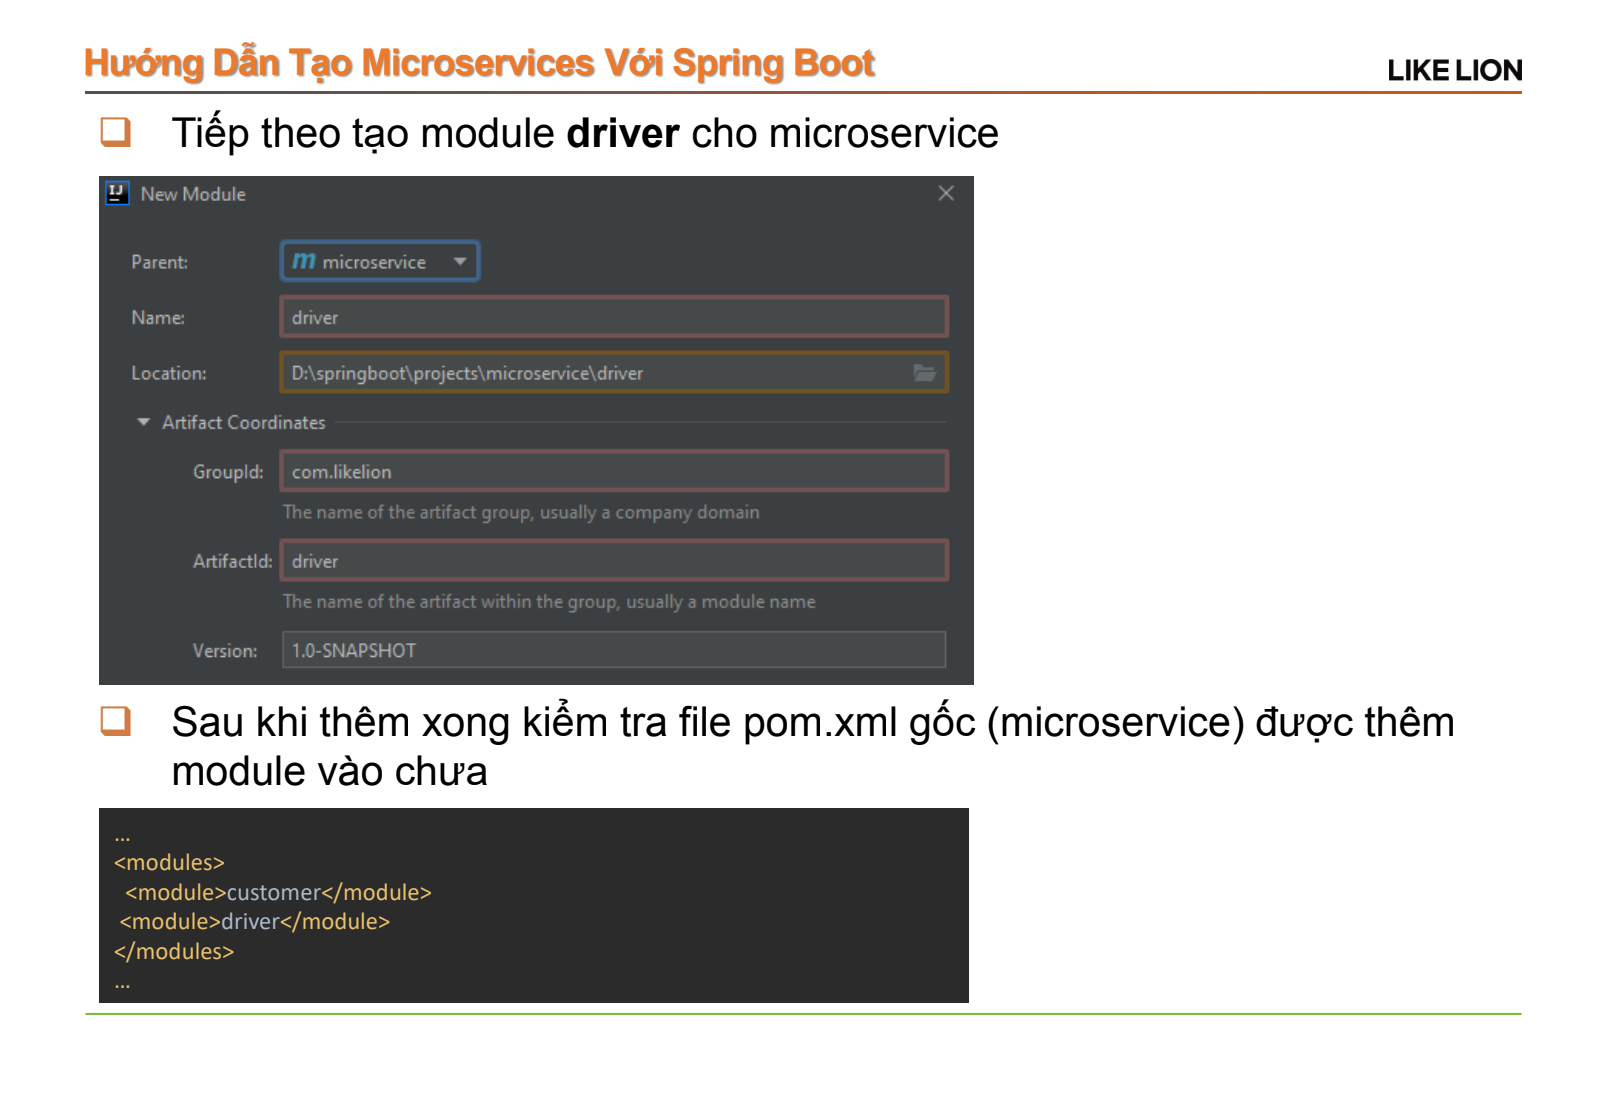 Hướng Dẫn Tạo Microservices Với Spring Boot
LIKE LION
Tiếp theo tạo module driver cho microservice
IJ New Module
Parent: m microservice
Name: driver
Location: D:\springboot\projects\microservice\driver
Artifact Coordinates
GroupId: com.likelion
The name of the artifact group, usually a company domain
ArtifactId: driver
The name of the artifact within the group, usually a module name
Version: 1.0-SNAPSHOT
Sau khi thêm xong kiểm tra file pom.xml gốc (microservice) được thêm
module vào chưa
...
<modules>
<module>customer</module>
<module>driver</module>
</modules>
...